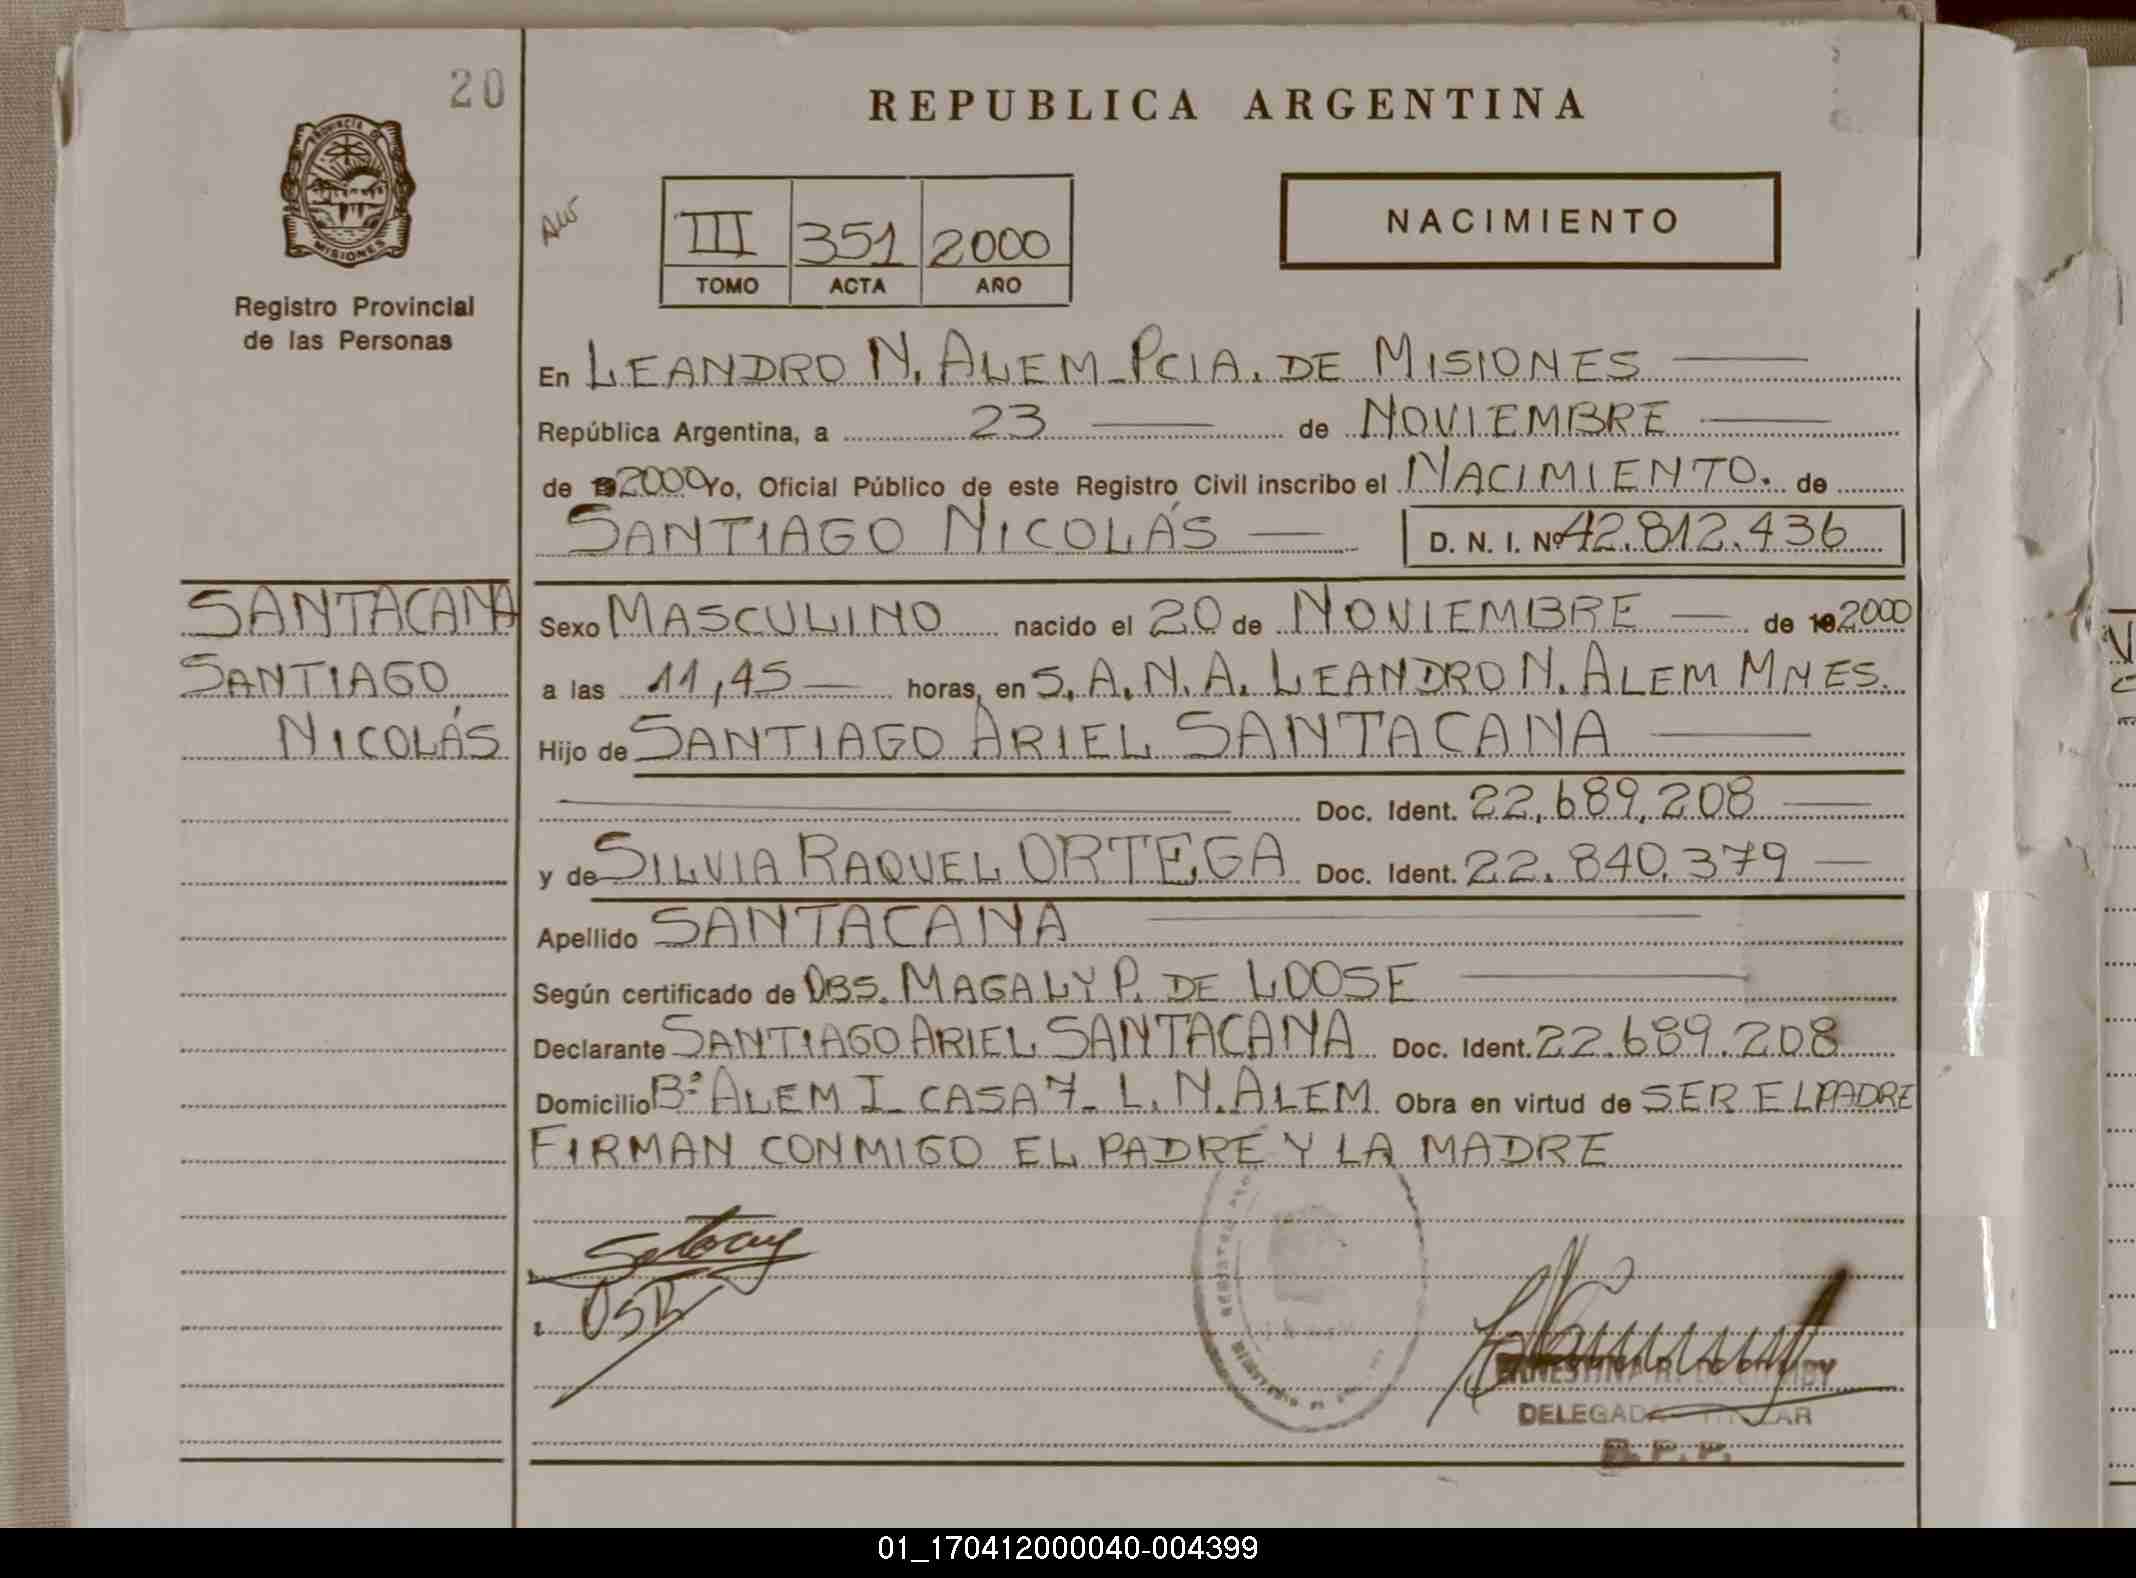 20
REPUBLICA ARGENTINA
PROVINCIA DE
MISIONES
Registro Provincial
de las Personas
III 351 2000
TOMO ACTA AÑO
NACIMIENTO
En LEANDRO N. ALEM - PCIA. DE MISIONES
República Argentina, a 23 de NOVIEMBRE
de 2000 Yo, Oficial Público de este Registro Civil inscribo el NACIMIENTO. de
SANTIAGO NICOLÁS D. N. I. Nº 42.812.436
SANTACANA
SANTIAGO
NICOLÁS
Sexo MASCULINO nacido el 20 de NOVIEMBRE de 2000
a las 11,45 horas, en S. A. N. A. LEANDRO N. ALEM MNES.
Hijo de SANTIAGO ARIEL SANTACANA
Doc. Ident. 22.689.208
y de SILVIA RAQUEL ORTEGA Doc. Ident. 22.840.379
Apellido SANTACANA
Según certificado de OBS. MAGALY P. DE LOOSE
Declarante SANTIAGO ARIEL SANTACANA Doc. Ident. 22.689.208
Domicilio Bº ALEM I - CASA 7 - L. N. ALEM Obra en virtud de SER EL PADRE
FIRMAN CONMIGO EL PADRE Y LA MADRE
ERNESTINA
DELEGADA TITULAR
R.P.P.
01_170412000040-004399